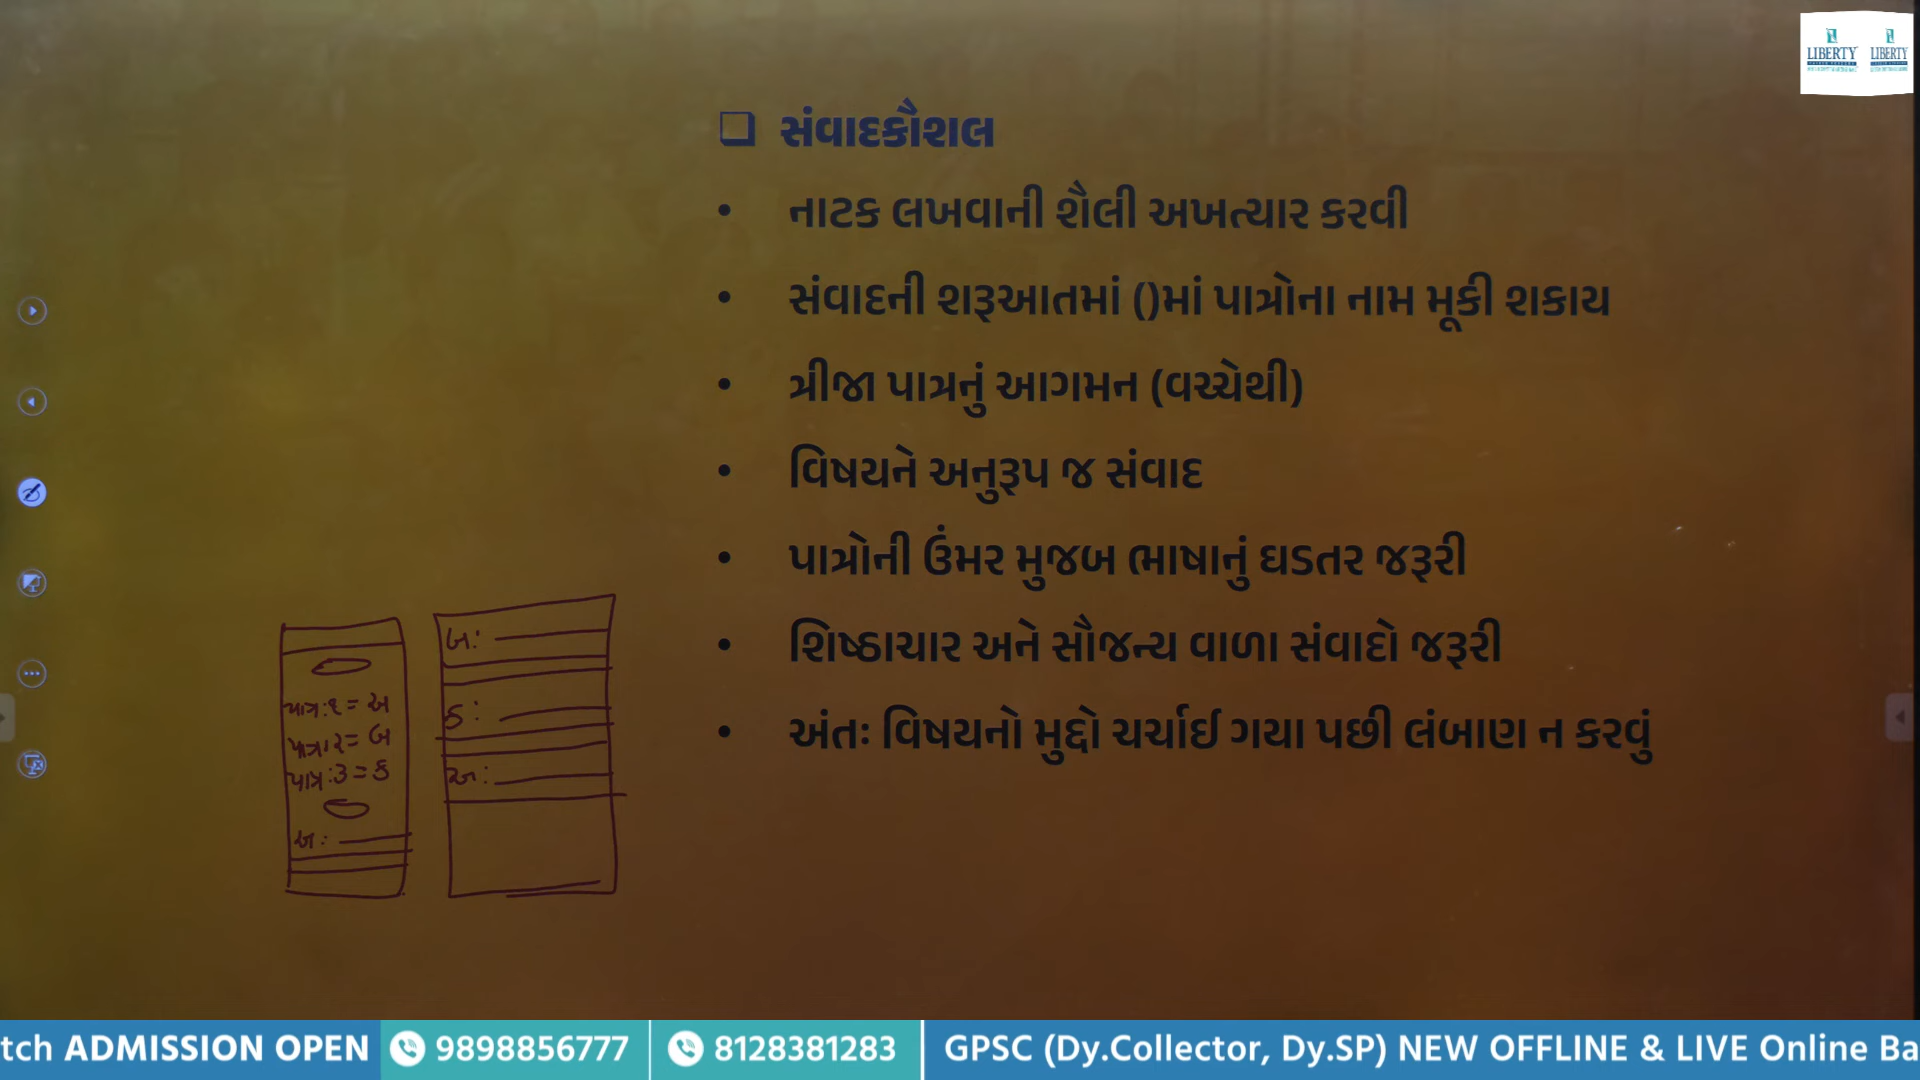 LIBERTY LIBERTY
❑ સંવાદકૌશલ
• નાટક લખવાની શૈલી અખત્યાર કરવી
• સંવાદની શરૂઆતમાં ()માં પાત્રોના નામ મૂકી શકાય
• ત્રીજા પાત્રનું આગમન (વચ્ચેથી)
• વિષયને અનુરૂપ જ સંવાદ
• પાત્રોની ઉંમર મુજબ ભાષાનું ઘડતર જરૂરી
• શિષ્ઠાચાર અને સૌજન્ય વાળા સંવાદો જરૂરી
• અંતઃ વિષયનો મુદ્દો ચર્ચાઈ ગયા પછી લંબાણ ન કરવું
પાત્ર:૧ = અ
પાત્ર:૨ = બ
પાત્ર:૩ = ક
અ:
બ:
ક:
અ:
tch ADMISSION OPEN 9898856777 8128381283 GPSC (Dy.Collector, Dy.SP) NEW OFFLINE & LIVE Online Ba